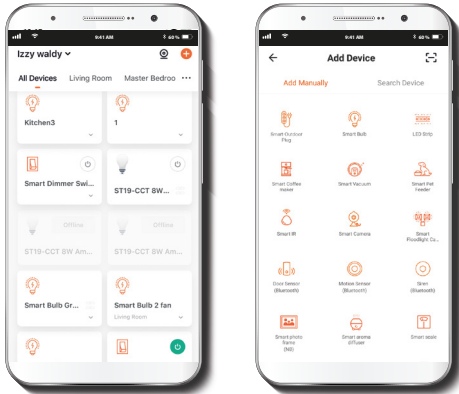 9:41 AM
60%
Izzy waldy
All Devices Living Room Master Bedroo ...
Kitchen3
1
Smart Dimmer Swi...
ST19-CCT 8W...
Offline
Offline
ST19-CCT 8W Am...
ST19-CCT 8W Am...
Smart Bulb Gr...
Smart Bulb 2 fan
Living Room
9:41 AM
60%
Add Device
Add Manually
Search Device
Smart Outdoor
Plug
Smart Bulb
LED Strip
Smart Coffee
maker
Smart Vacuum
Smart Pet
Feeder
Smart IR
Smart Camera
Smart
Floodlight Ca...
Door Sensor
(Bluetooth)
Motion Sensor
(Bluetooth)
Siren
(Bluetooth)
Smart photo
frame
Smart aroma
diffuser
Smart scale